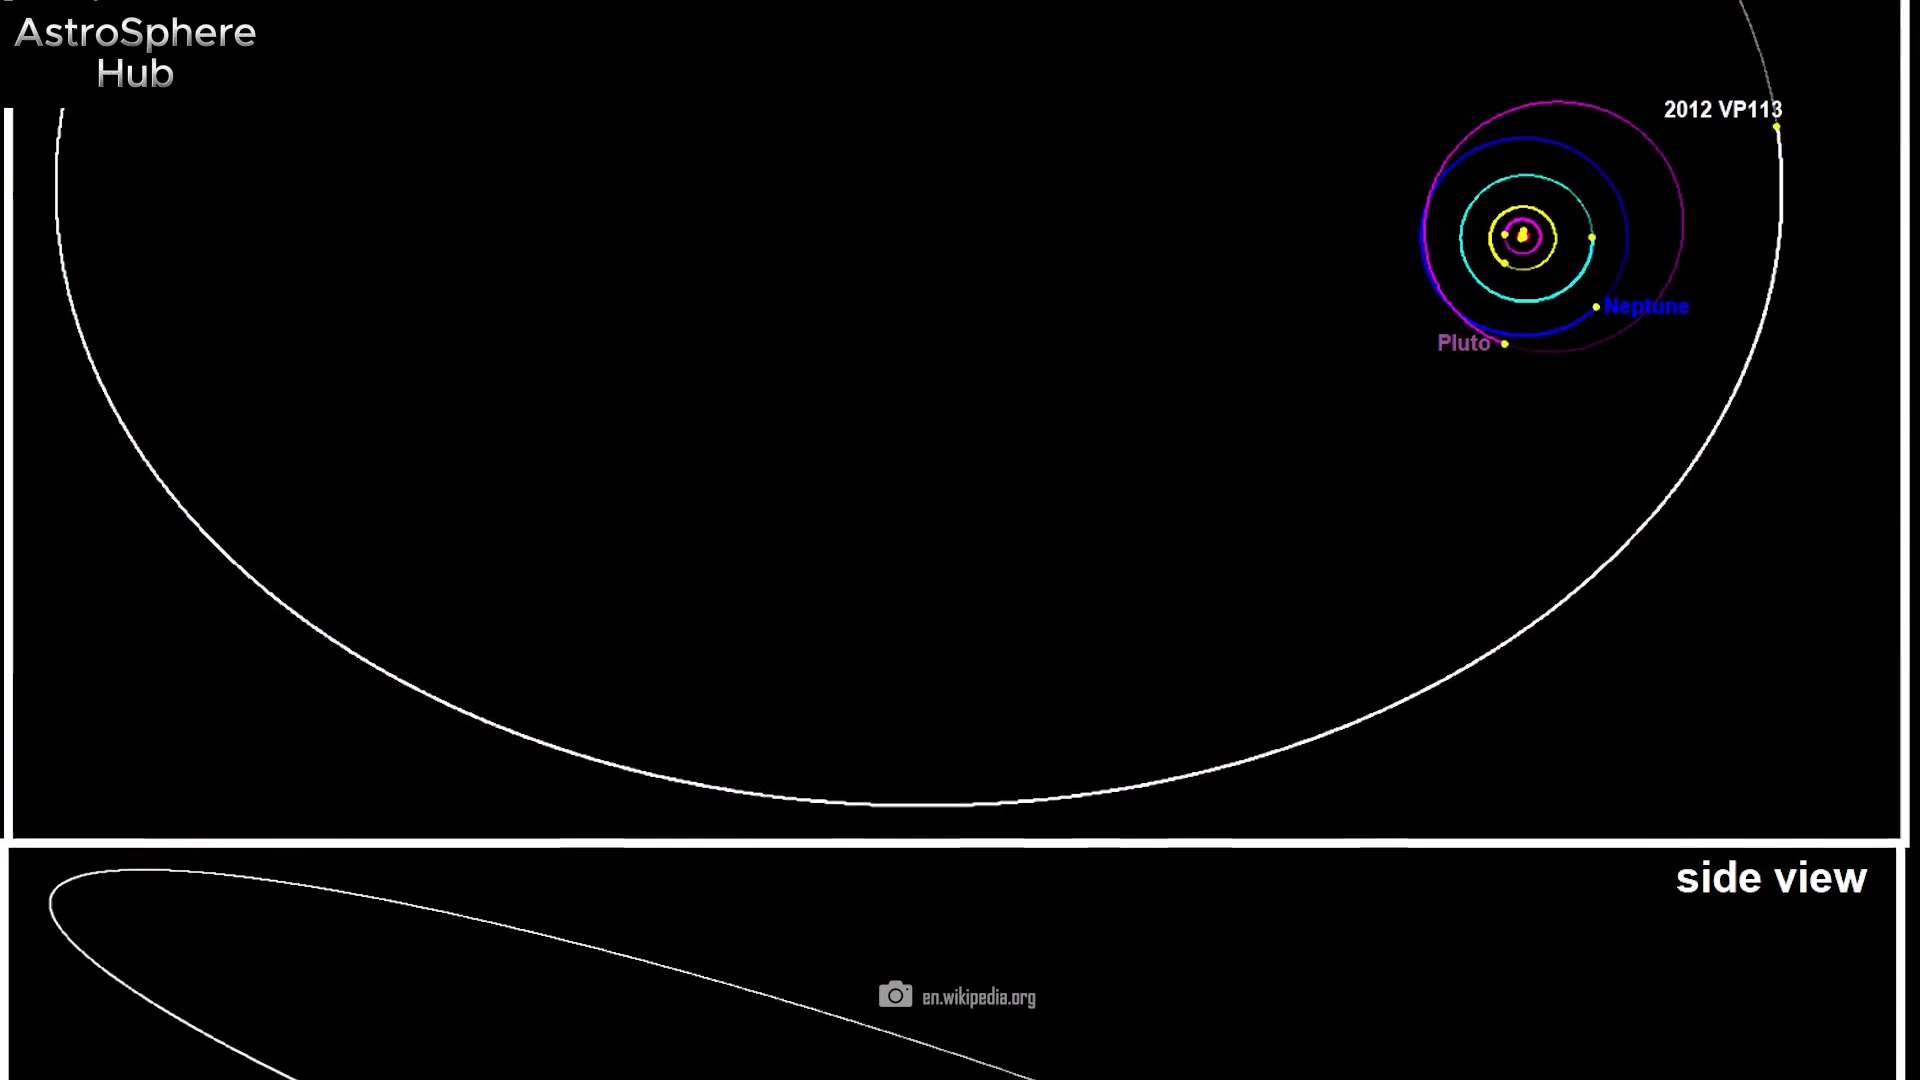 AstroSphere
Hub
2012 VP113
Neptune
Pluto
side view
en.wikipedia.org